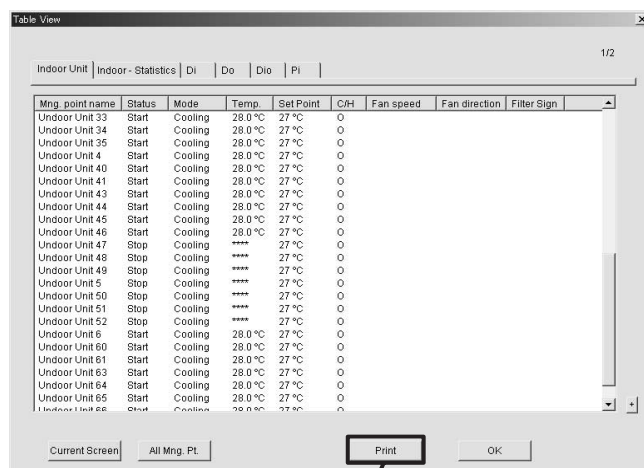 Table View
1/2
Indoor Unit Indoor - Statistics Di Do Dio Pi
Mng. point name Status Mode Temp. Set Point C/H Fan speed Fan direction Filter Sign
Undoor Unit 33 Start Cooling 28.0 °C 27 °C O
Undoor Unit 34 Start Cooling 28.0 °C 27 °C O
Undoor Unit 35 Start Cooling 28.0 °C 27 °C O
Undoor Unit 4 Start Cooling 28.0 °C 27 °C O
Undoor Unit 40 Start Cooling 28.0 °C 27 °C O
Undoor Unit 41 Start Cooling 28.0 °C 27 °C O
Undoor Unit 43 Start Cooling 28.0 °C 27 °C O
Undoor Unit 44 Start Cooling 28.0 °C 27 °C O
Undoor Unit 45 Start Cooling 28.0 °C 27 °C O
Undoor Unit 46 Start Cooling 28.0 °C 27 °C O
Undoor Unit 47 Stop Cooling **** 27 °C O
Undoor Unit 48 Stop Cooling **** 27 °C O
Undoor Unit 49 Stop Cooling **** 27 °C O
Undoor Unit 5 Stop Cooling **** 27 °C O
Undoor Unit 50 Stop Cooling **** 27 °C O
Undoor Unit 51 Stop Cooling **** 27 °C O
Undoor Unit 52 Stop Cooling **** 27 °C O
Undoor Unit 6 Start Cooling 28.0 °C 27 °C O
Undoor Unit 60 Start Cooling 28.0 °C 27 °C O
Undoor Unit 61 Start Cooling 28.0 °C 27 °C O
Undoor Unit 63 Start Cooling 28.0 °C 27 °C O
Undoor Unit 64 Start Cooling 28.0 °C 27 °C O
Undoor Unit 65 Start Cooling 28.0 °C 27 °C O
Undoor Unit 66 Start Cooling 28.0 °C 27 °C O
+
Current Screen All Mng. Pt. Print OK